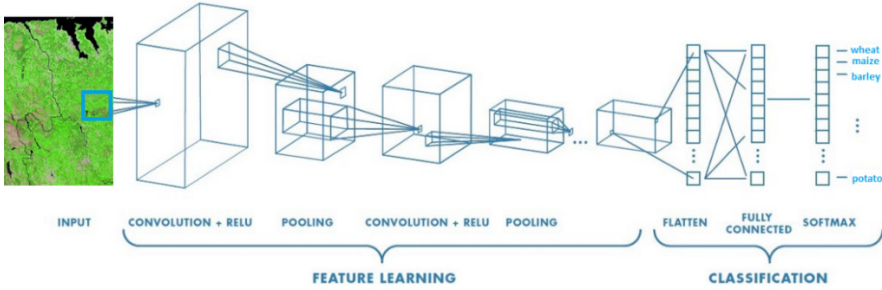 wheat
maize
barley
potato
INPUT
CONVOLUTION + RELU
POOLING
CONVOLUTION + RELU
POOLING
FLATTEN
FULLY
CONNECTED
SOFTMAX
FEATURE LEARNING
CLASSIFICATION